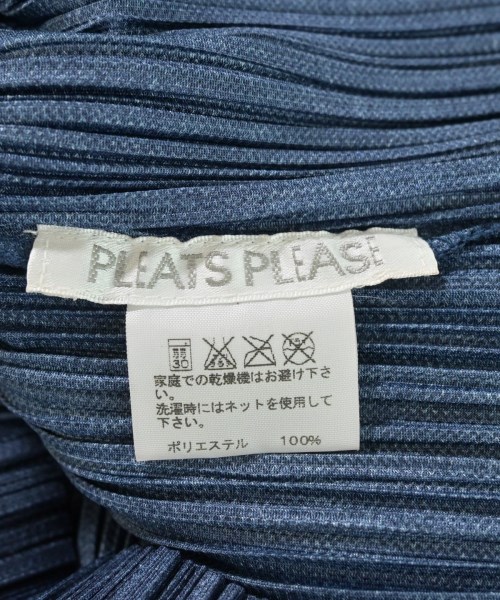 PLEATS PLEASE
弱 30
家庭での乾燥機はお避け下さ
い。
洗濯時にはネットを使用して
下さい。
ポリエステル 100%